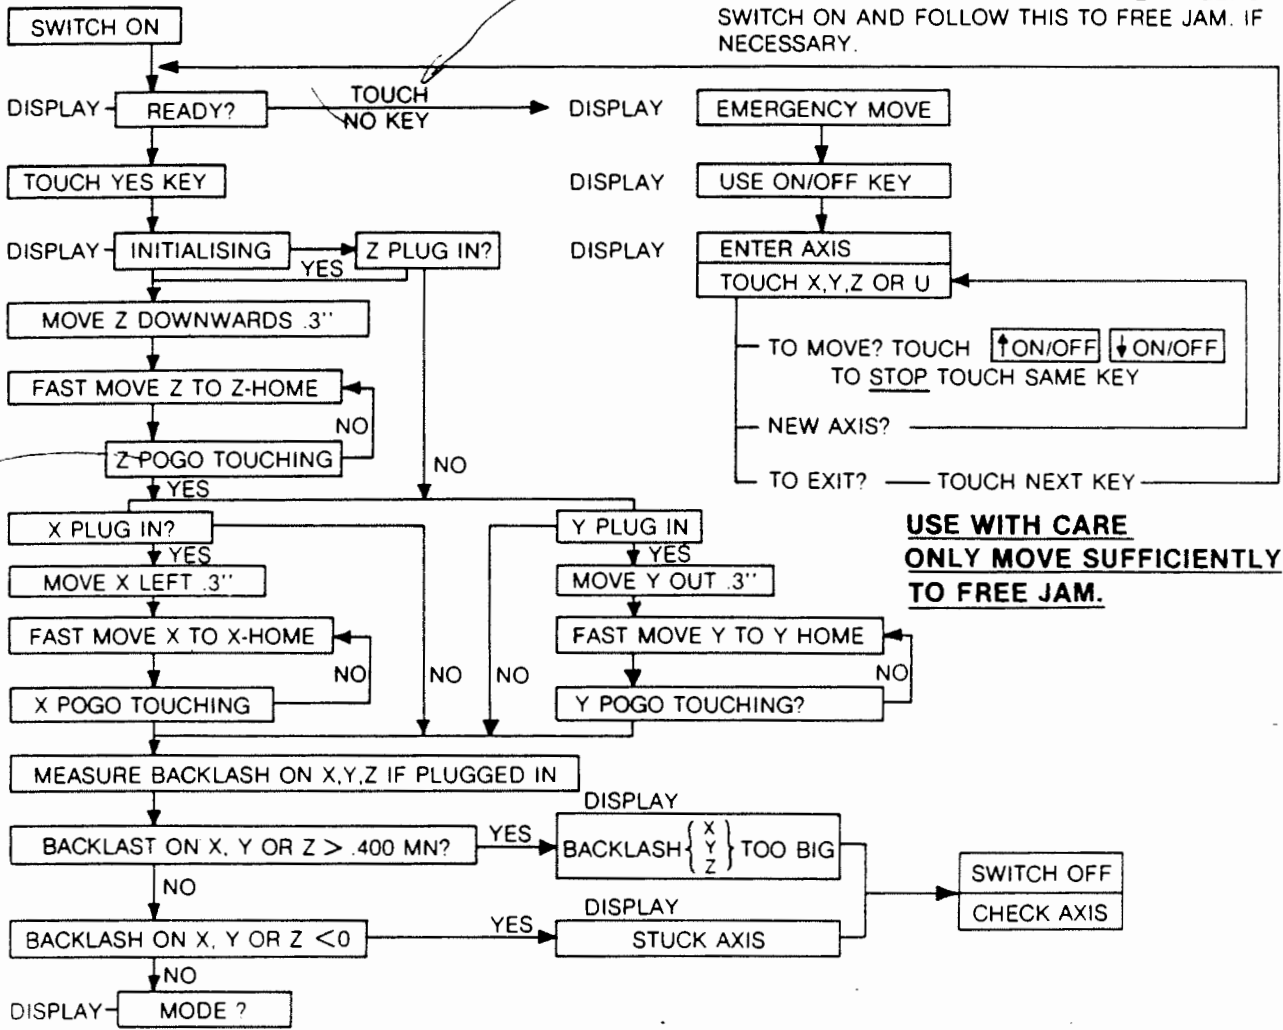 SWITCH ON AND FOLLOW THIS TO FREE JAM. IF
NECESSARY.
SWITCH ON
DISPLAY
READY?
TOUCH
NO KEY
DISPLAY
EMERGENCY MOVE
TOUCH YES KEY
DISPLAY
USE ON/OFF KEY
DISPLAY
INITIALISING
YES
Z PLUG IN?
DISPLAY
ENTER AXIS
TOUCH X,Y,Z OR U
MOVE Z DOWNWARDS .3''
TO MOVE? TOUCH ↑ON/OFF ↓ON/OFF
TO STOP TOUCH SAME KEY
FAST MOVE Z TO Z-HOME
NO
NEW AXIS?
Z POGO TOUCHING
NO
YES
TO EXIT? TOUCH NEXT KEY
X PLUG IN?
Y PLUG IN
USE WITH CARE
ONLY MOVE SUFFICIENTLY
TO FREE JAM.
YES
YES
MOVE X LEFT .3''
MOVE Y OUT .3''
FAST MOVE X TO X-HOME
FAST MOVE Y TO Y HOME
NO
NO
NO
NO
X POGO TOUCHING
Y POGO TOUCHING?
MEASURE BACKLASH ON X,Y,Z IF PLUGGED IN
DISPLAY
BACKLAST ON X, Y OR Z > .400 MN?
YES
BACKLASH { X Y Z } TOO BIG
SWITCH OFF
CHECK AXIS
NO
DISPLAY
BACKLASH ON X, Y OR Z <0
YES
STUCK AXIS
NO
DISPLAY
MODE ?